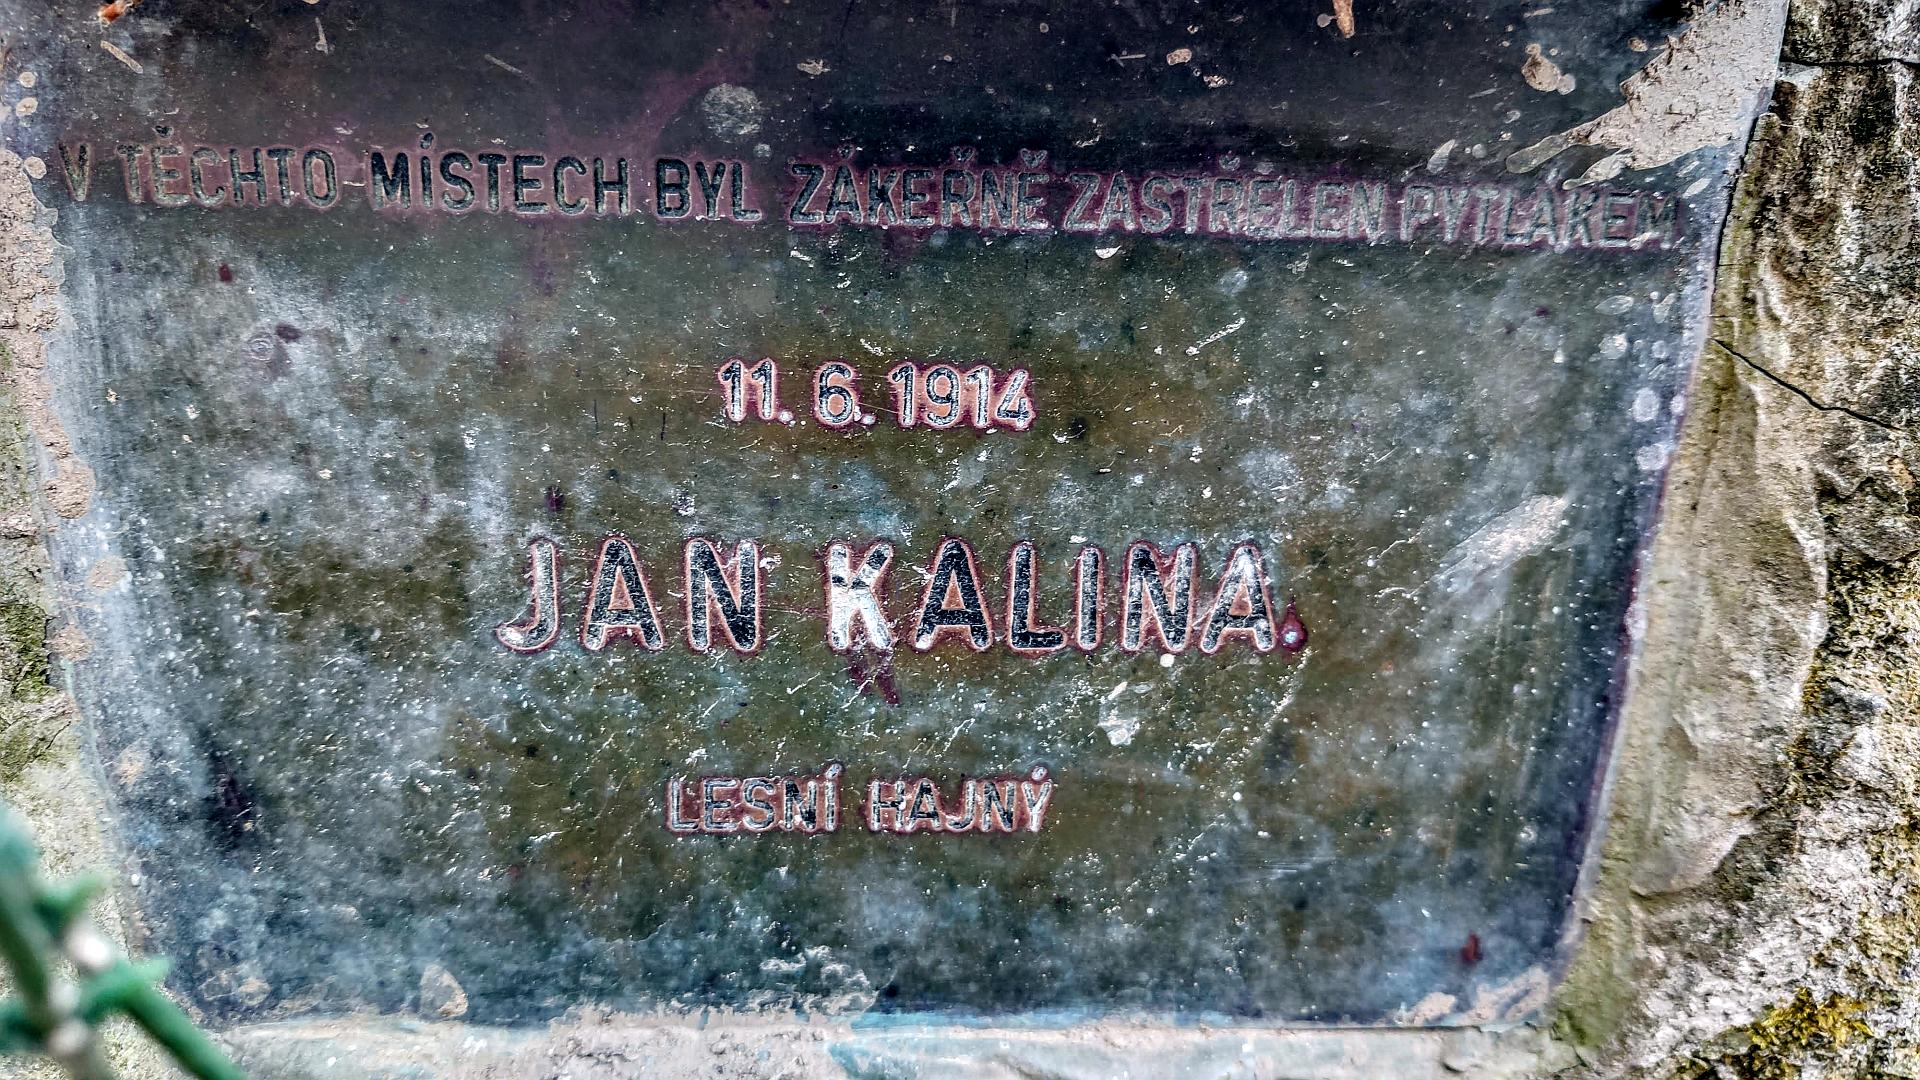 V TĚCHTO MÍSTECH BYL ZÁKEŘNĚ ZASTŘELEN PYTLÁKEM
11. 6. 1914
JAN KALINA.
LESNÍ HAJNÝ